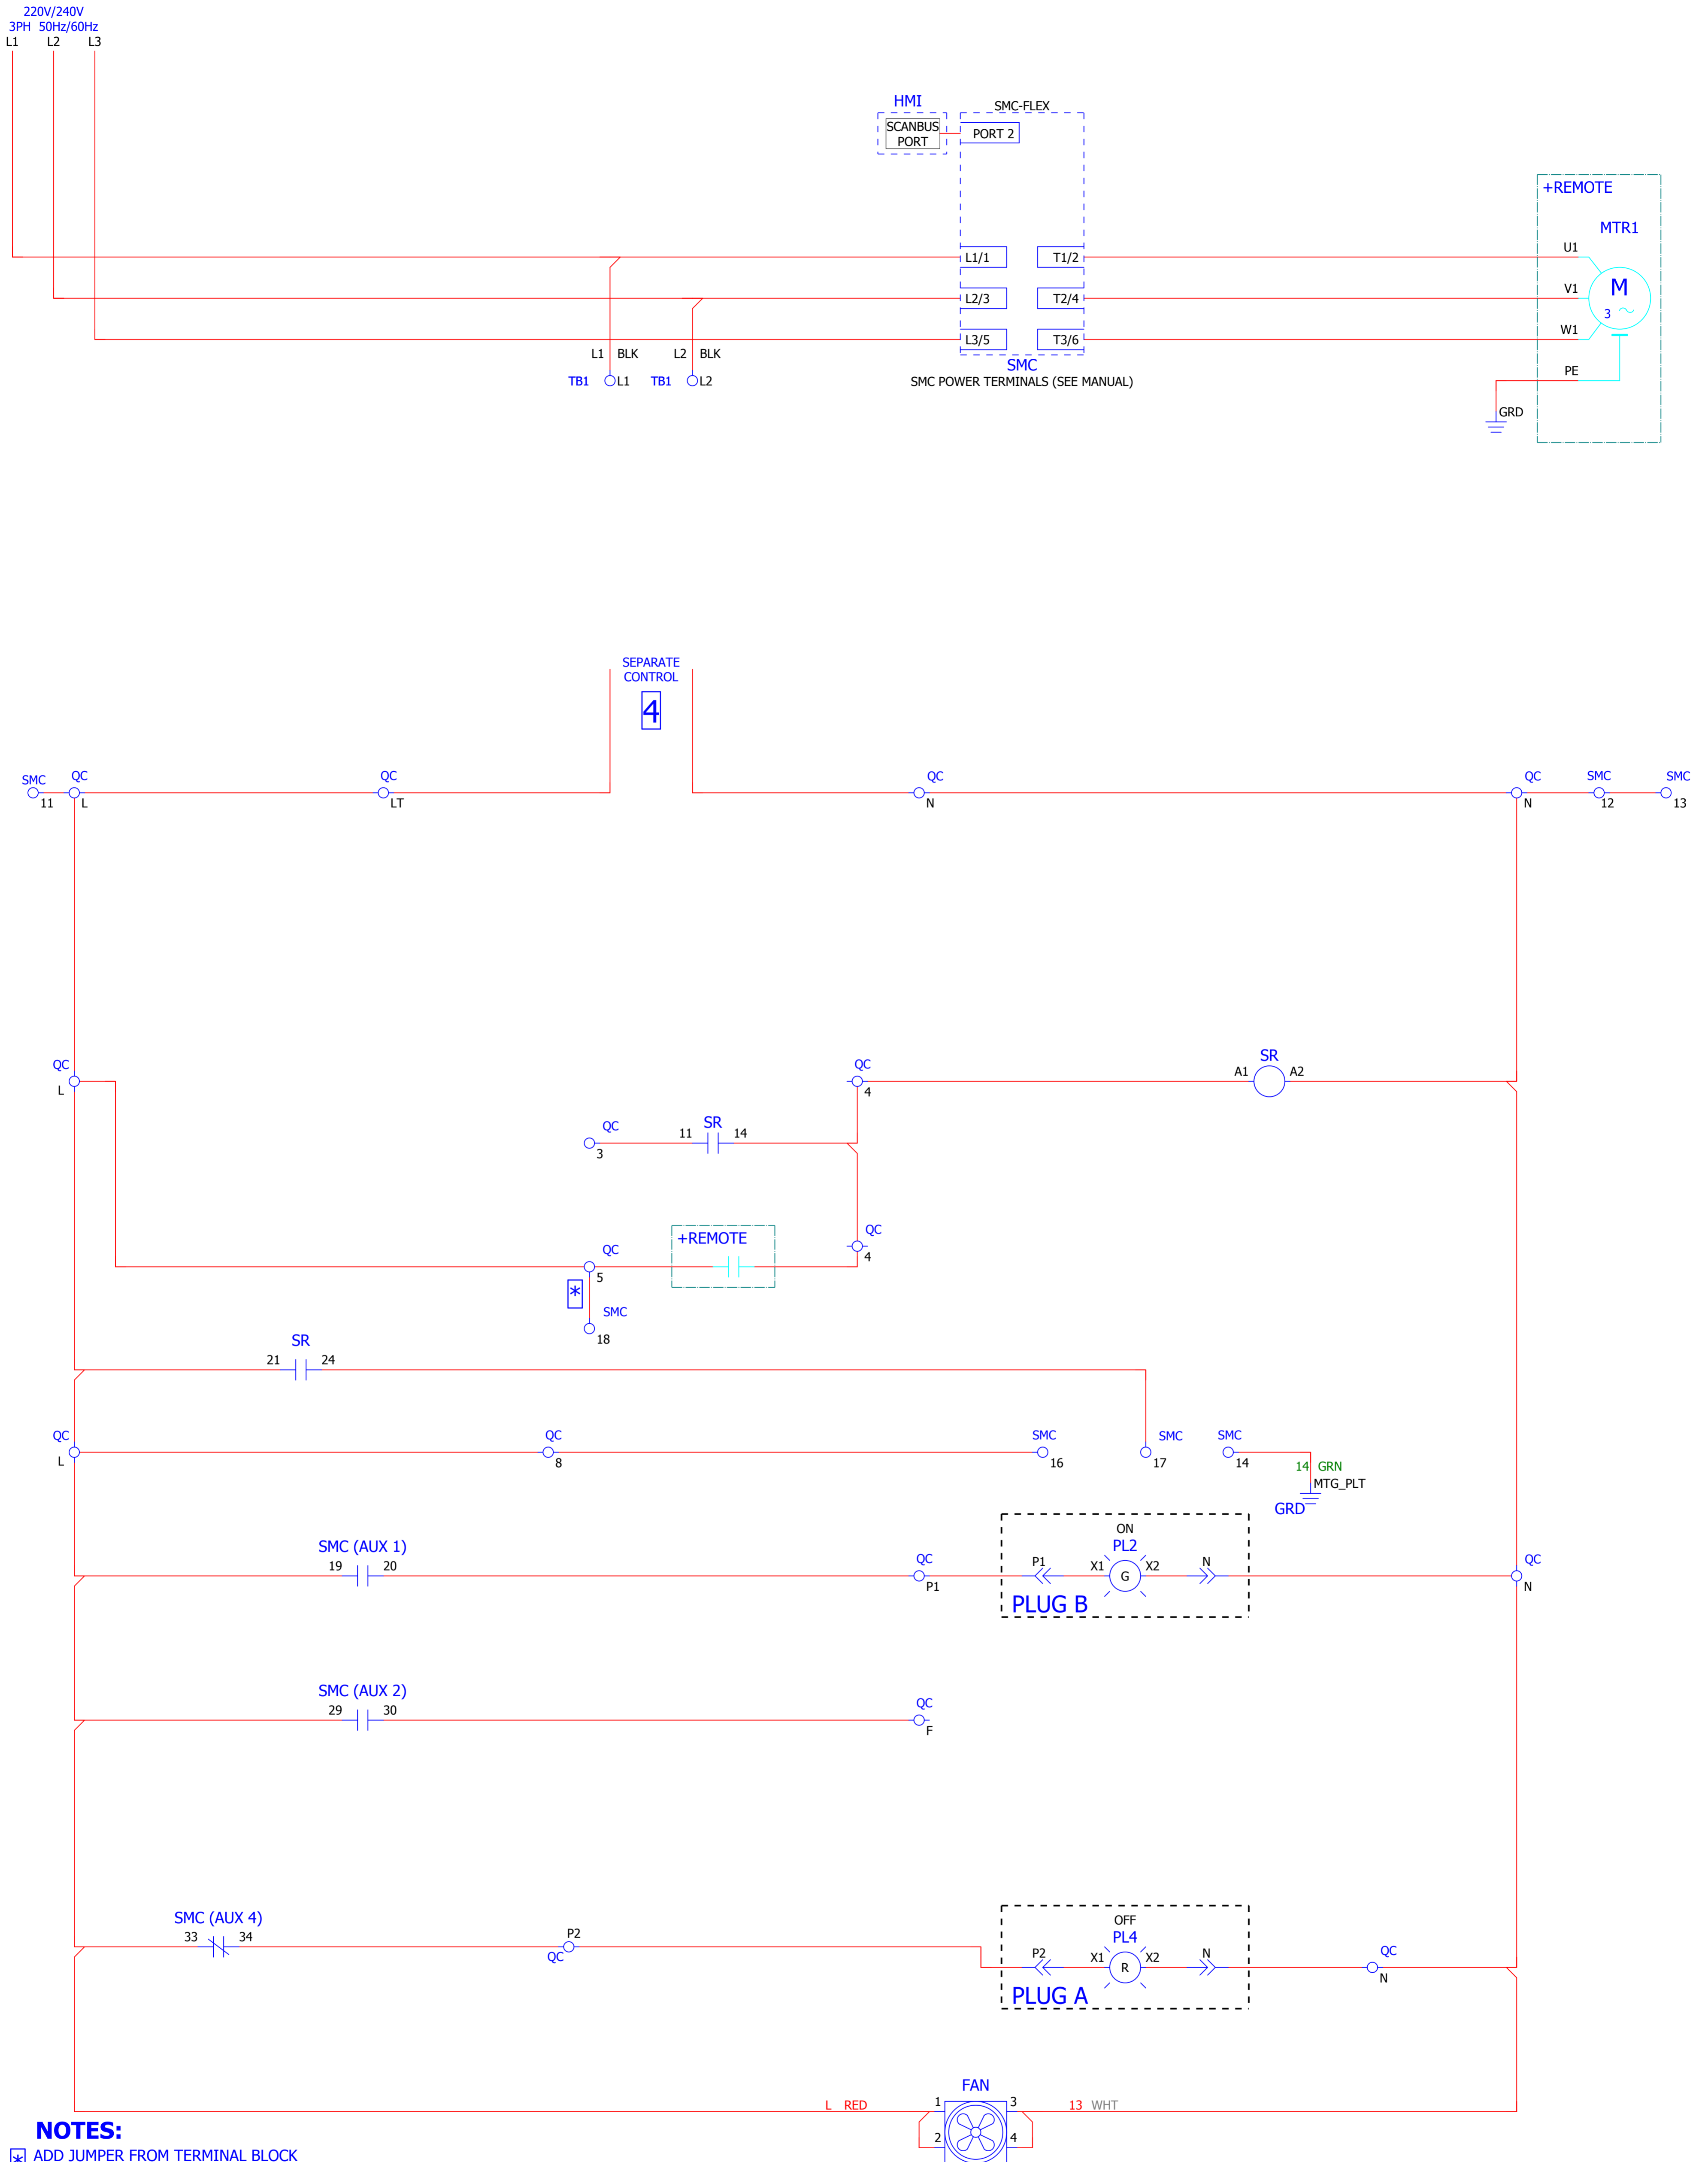 220V/240V
3PH 50Hz/60Hz
L1 L2 L3
HMI
SCANBUS
PORT
SMC-FLEX
PORT 2
+REMOTE
MTR1
L1/1 T1/2 U1
L2/3 T2/4 V1
M
3
L3/5 T3/6 W1
SMC
SMC POWER TERMINALS (SEE MANUAL)
L1 BLK L2 BLK
TB1 L1 TB1 L2
PE
GRD
SEPARATE
CONTROL
4
SMC QC QC QC QC SMC SMC
11 L LT N N 12 13
QC QC SR
L 4 A1 A2
QC SR
3 11 14
+REMOTE
QC QC
5 4
*
SMC
18
SR
21 24
QC QC SMC SMC SMC
L 8 16 17 14
14 GRN
MTG_PLT
GRD
SMC (AUX 1)
19 20
QC
P1
ON
PL2
P1 X1 G X2 N
PLUG B
QC
N
SMC (AUX 2)
29 30
QC
F
SMC (AUX 4)
33 34
P2
QC
OFF
PL4
P2 X1 R X2 N
PLUG A
QC
N
FAN
L RED 1 3 13 WHT
2 4
NOTES:
* ADD JUMPER FROM TERMINAL BLOCK